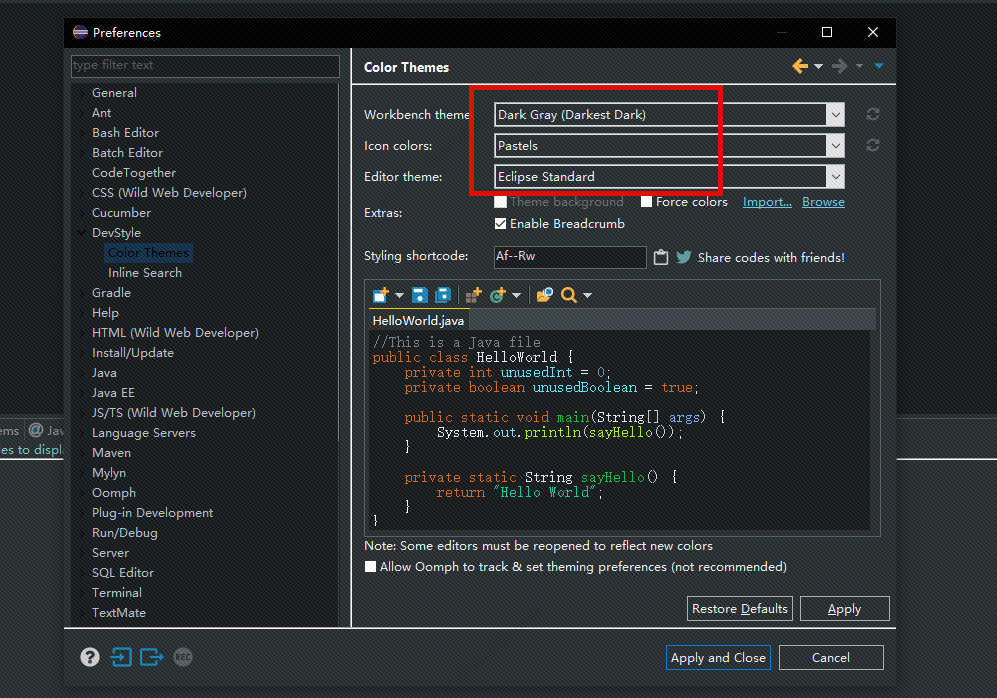 Preferences
type filter text
General
Ant
Bash Editor
Batch Editor
CodeTogether
CSS (Wild Web Developer)
Cucumber
DevStyle
Color Themes
Inline Search
Gradle
Help
HTML (Wild Web Developer)
Install/Update
Java
Java EE
JS/TS (Wild Web Developer)
Language Servers
Maven
Mylyn
Oomph
Plug-in Development
Run/Debug
Server
SQL Editor
Terminal
TextMate
Color Themes
Workbench theme
Dark Gray (Darkest Dark)
Icon colors:
Pastels
Editor theme:
Eclipse Standard
Extras:
Theme background
Force colors
Import...
Browse
Enable Breadcrumb
Styling shortcode:
Af--Rw
Share codes with friends!
HelloWorld.java
//This is a Java file
public class HelloWorld {
private int unusedInt = 0;
private boolean unusedBoolean = true;
public static void main(String[] args) {
System.out.println(sayHello());
}
private static String sayHello() {
return "Hello World";
}
}
Note: Some editors must be reopened to reflect new colors
Allow Oomph to track & set theming preferences (not recommended)
Restore Defaults
Apply
REC
Apply and Close
Cancel
ems
@ Jav
es to displ